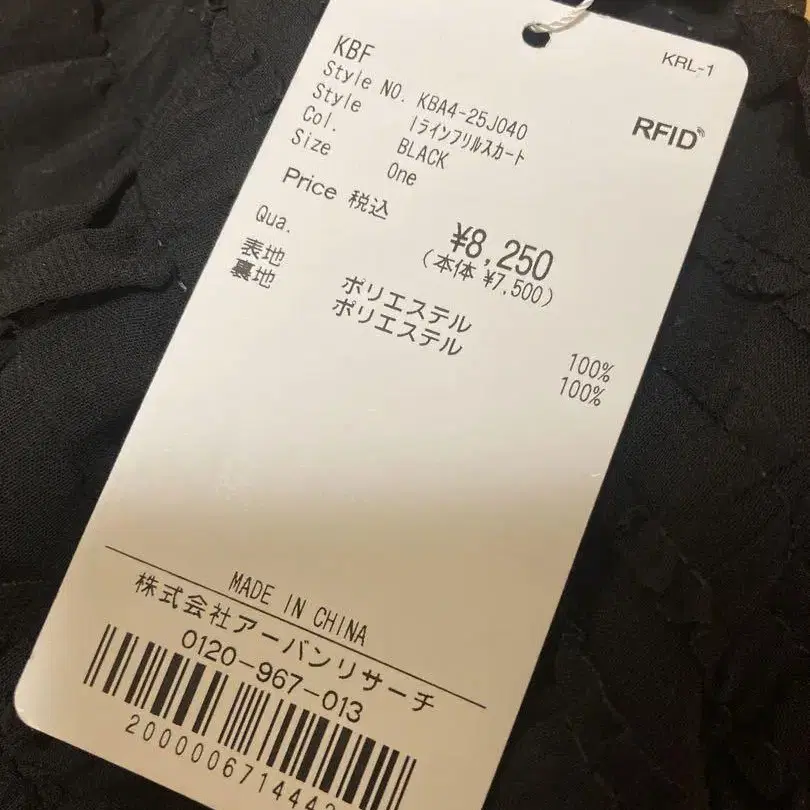 KRL-1
RFID
KBF
Style NO. KBA4-25J040
Style Iラインフリルスカート
Col. BLACK
Size One
Price 税込 ¥8,250
(本体 ¥7,500)
Qua.
表地 ポリエステル 100%
裏地 ポリエステル 100%
MADE IN CHINA
株式会社アーバンリサーチ
0120-967-013
200000671444